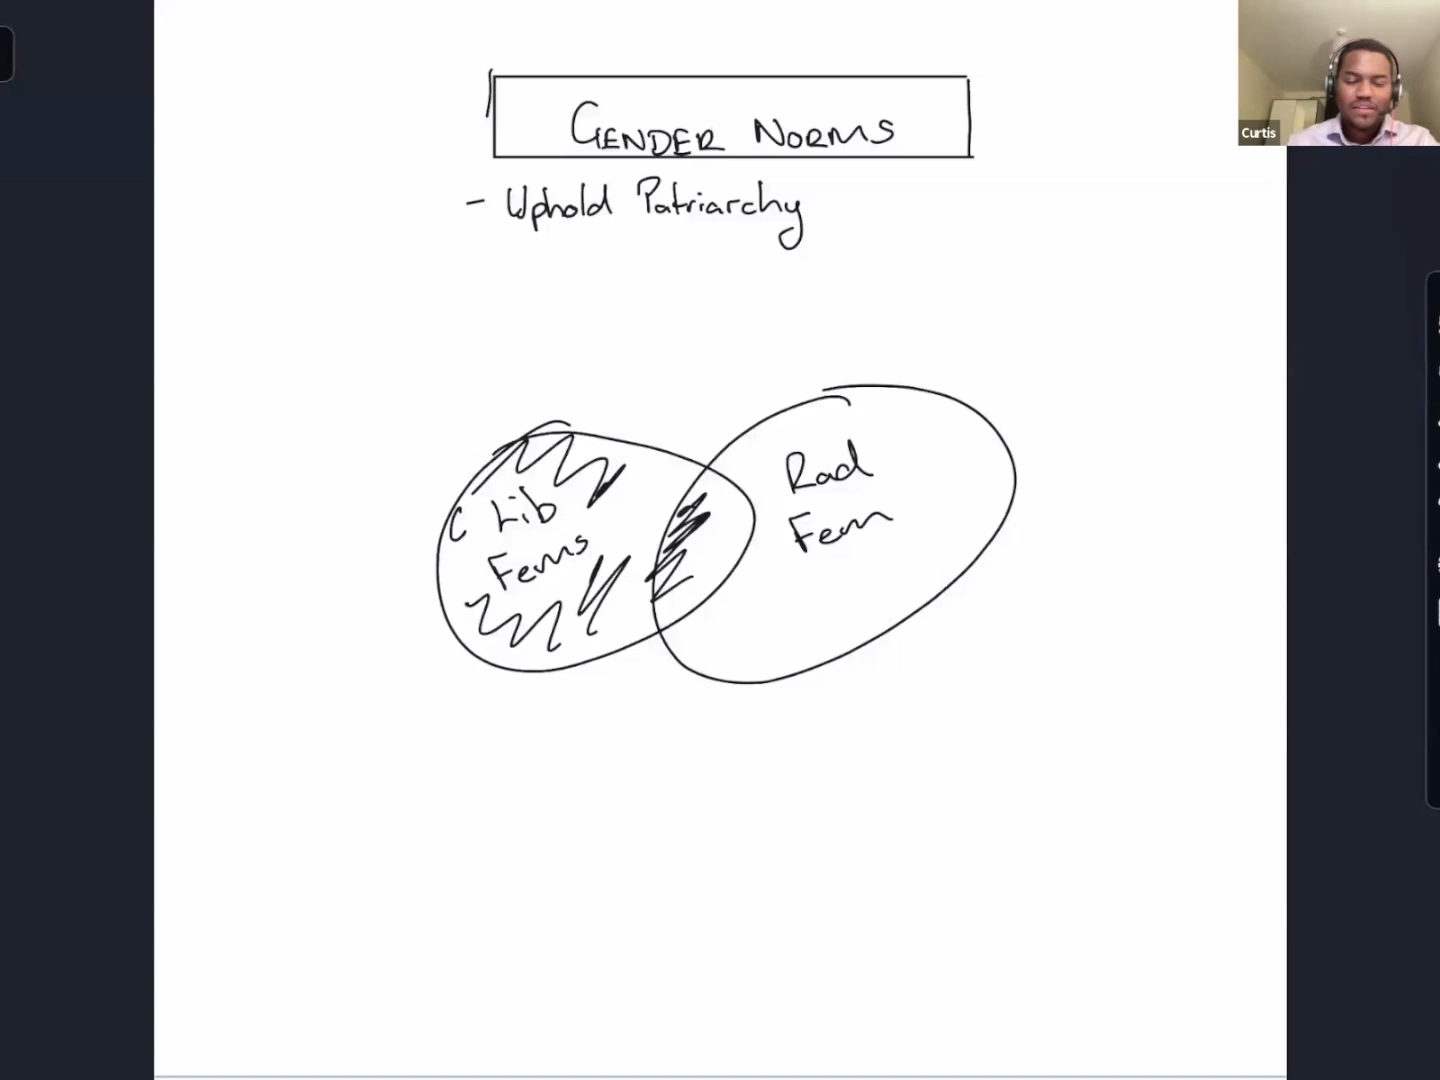 GENDER NORMS
- Uphold Patriarchy
Curtis
Lib
Fems
Rad
Fem